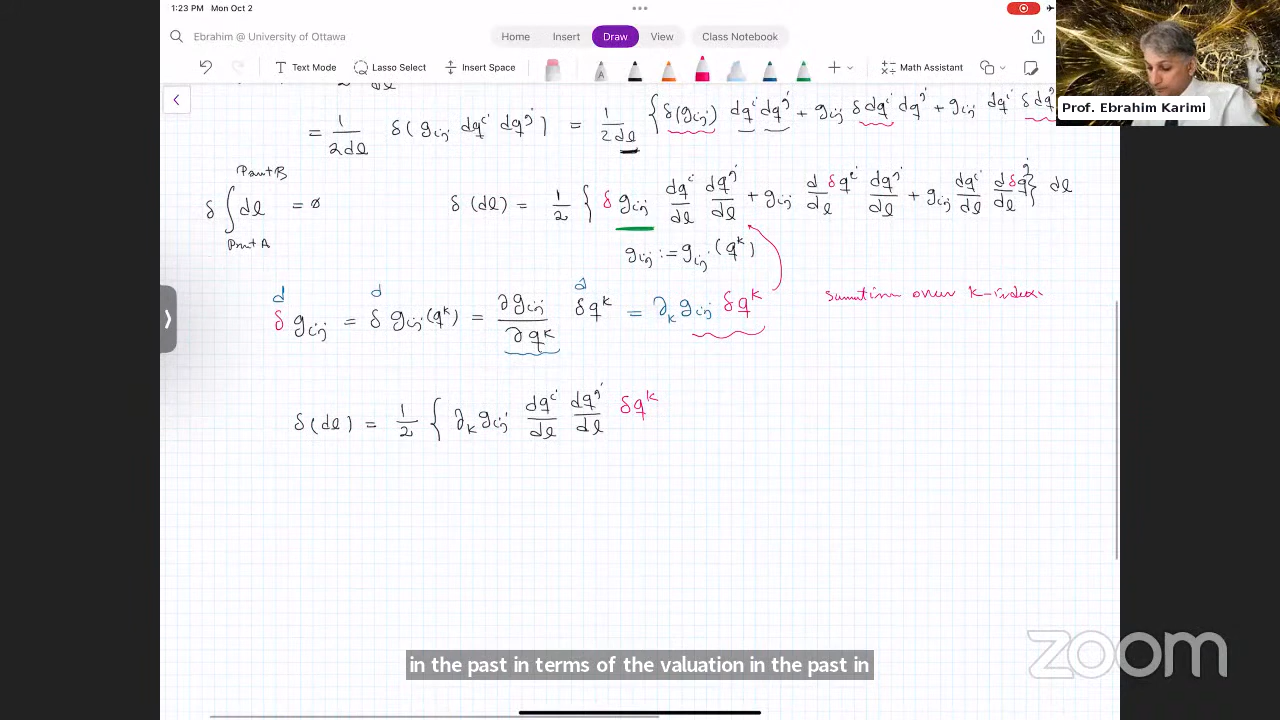 1:23 PM Mon Oct 2
Ebrahim @ University of Ottawa
Home Insert Draw View Class Notebook
Text Mode Lasso Select Insert Space Math Assistant
Prof. Ebrahim Karimi
= 1/(2dl) δ(g_ij dq^i dq^j) = 1/(2dl) { δ(g_ij) dq^i dq^j + g_ij δdq^i dq^j + g_ij dq^i δdq^j
Point B
δ ∫ dl = 0
Point A
δ(dl) = 1/2 { δ g_ij dq^i/dl dq^j/dl + g_ij d/dl δq^i dq^j/dl + g_ij dq^i/dl d/dl δq^j } dl
g_ij := g_ij (q^k)
d d d
δ g_ij = δ g_ij (q^k) = ∂g_ij/∂q^k δq^k = ∂_k g_ij δq^k
sumation over k-index
δ(dl) = 1/2 { ∂_k g_ij dq^i/dl dq^j/dl δq^k
in the past in terms of the valuation in the past in
zoom